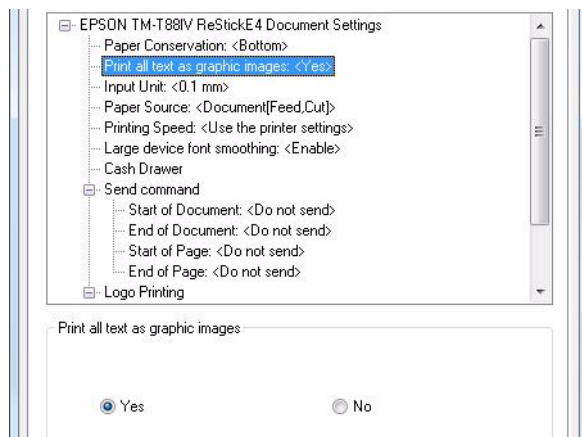 EPSON TM-T88IV ReStickE4 Document Settings
Paper Conservation: <Bottom>
Print all text as graphic images: <Yes>
Input Unit: <0.1 mm>
Paper Source: <Document[Feed,Cut]>
Printing Speed: <Use the printer settings>
Large device font smoothing: <Enable>
Cash Drawer
Send command
Start of Document: <Do not send>
End of Document: <Do not send>
Start of Page: <Do not send>
End of Page: <Do not send>
Logo Printing
Print all text as graphic images
Yes No